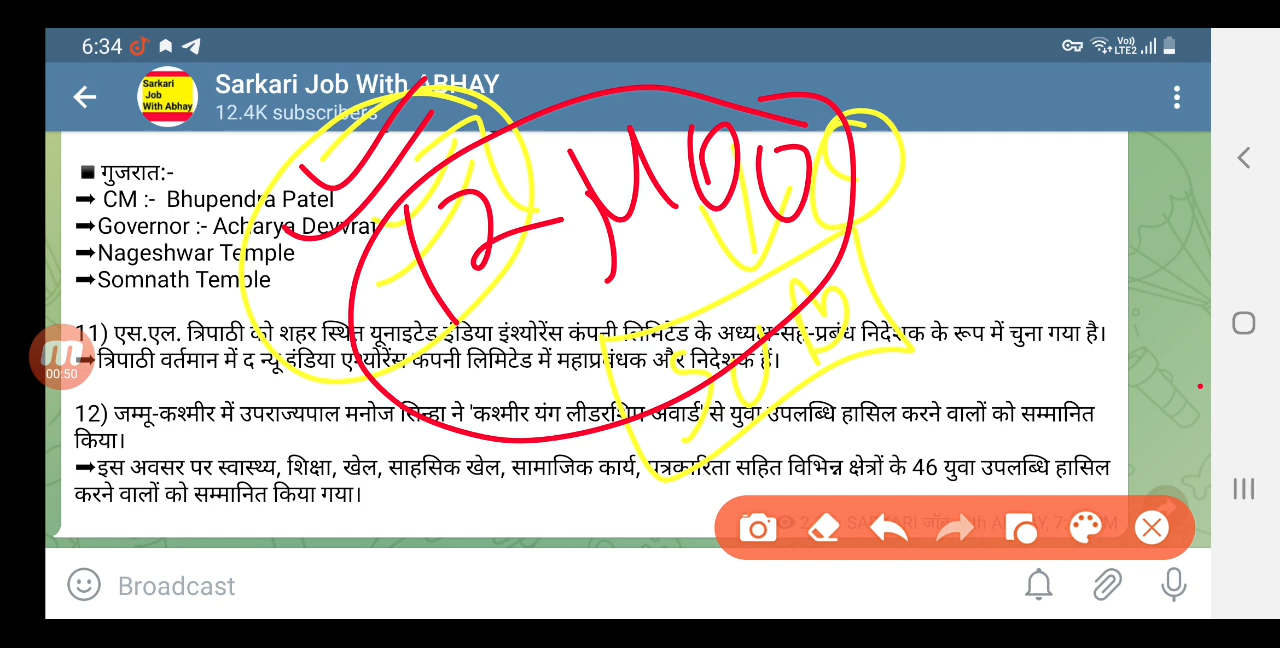 6:34
Vo)) LTE2
Sarkari Job With Abhay
Sarkari Job With ABHAY
12.4K subscribers
गुजरात:-
➡ CM :- Bhupendra Patel
➡Governor :- Acharya Devvrat
➡Nageshwar Temple
➡Somnath Temple
11) एस.एल. त्रिपाठी को शहर स्थित यूनाइटेड इंडिया इंश्योरेंस कंपनी लिमिटेड के अध्यक्ष-सह-प्रबंध निदेशक के रूप में चुना गया है।
➡त्रिपाठी वर्तमान में द न्यू इंडिया एश्योरेंस कंपनी लिमिटेड में महाप्रबंधक और निदेशक हैं।
12) जम्मू-कश्मीर में उपराज्यपाल मनोज सिन्हा ने 'कश्मीर यंग लीडरशिप अवार्ड' से युवा उपलब्धि हासिल करने वालों को सम्मानित
किया।
➡इस अवसर पर स्वास्थ्य, शिक्षा, खेल, साहसिक खेल, सामाजिक कार्य, पत्रकारिता सहित विभिन्न क्षेत्रों के 46 युवा उपलब्धि हासिल
करने वालों को सम्मानित किया गया।
00:50
Broadcast